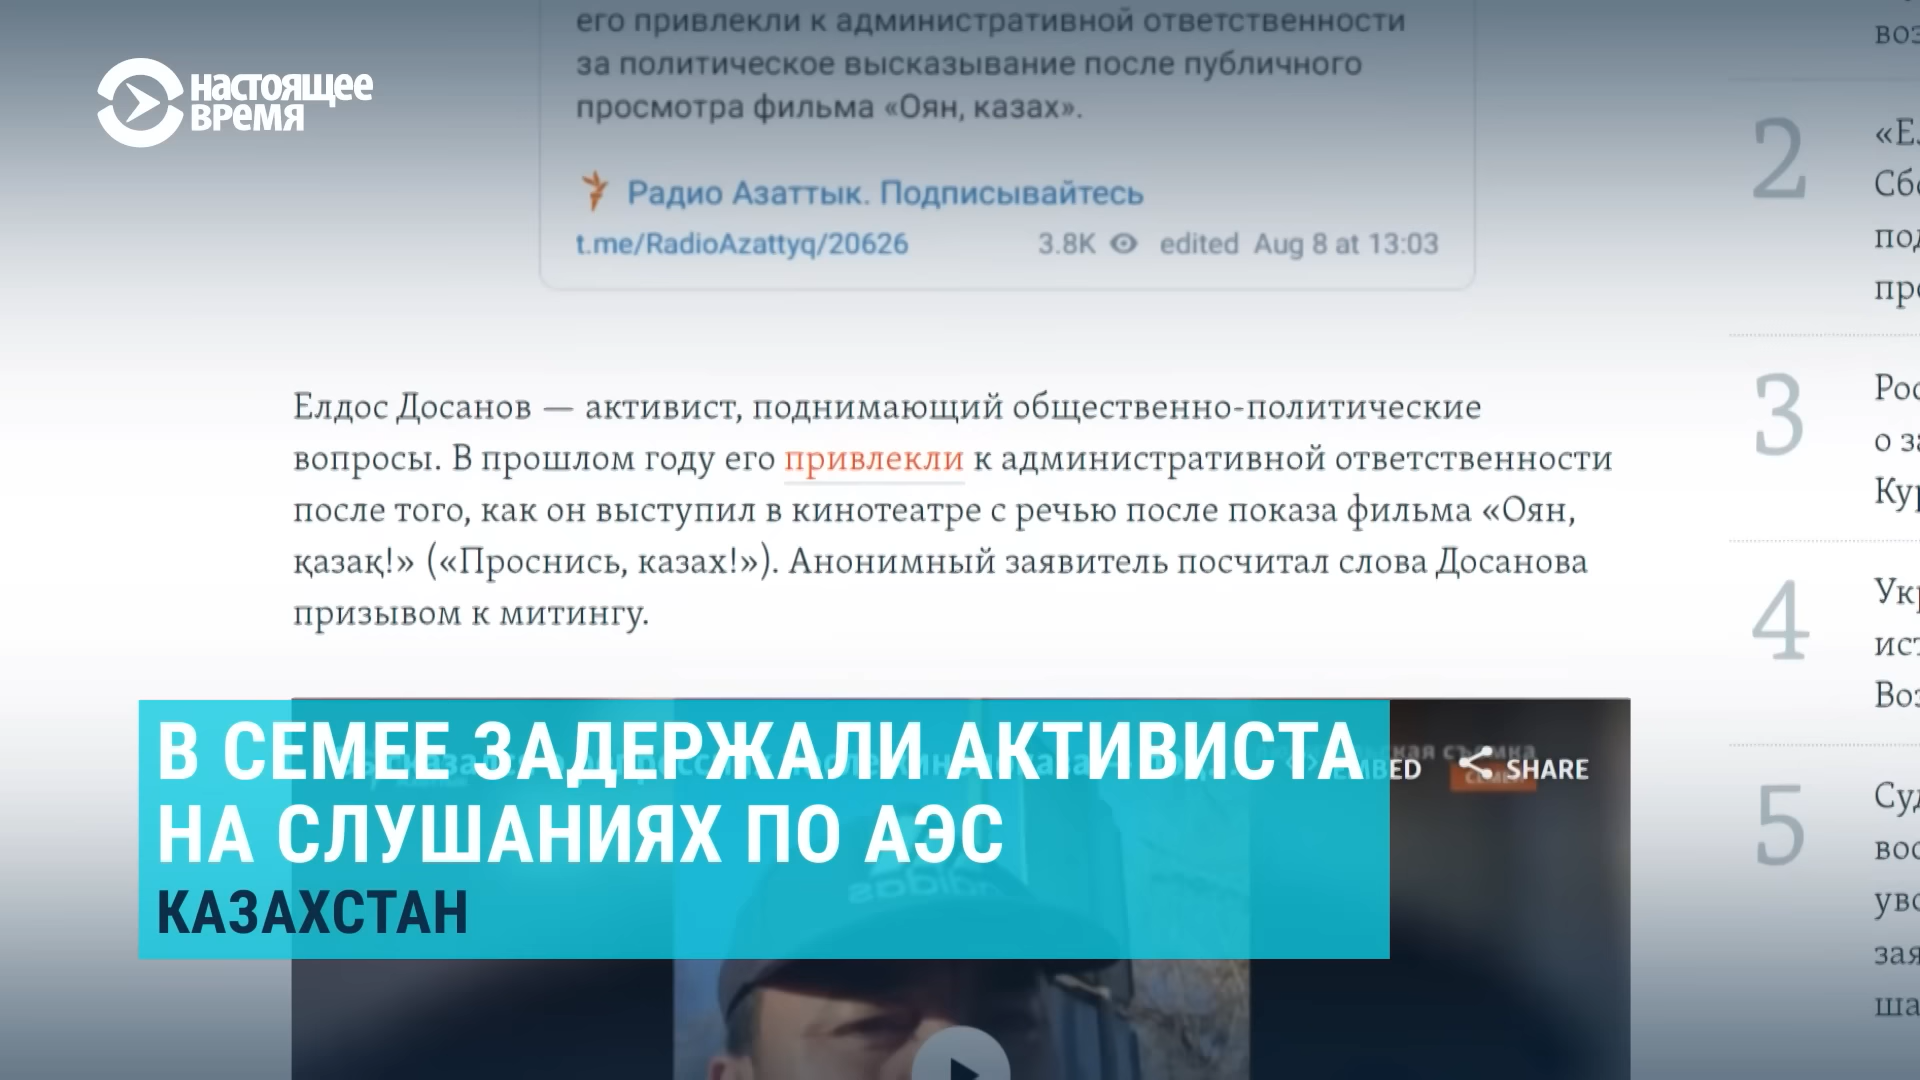 НАСТОЯЩЕЕ
ВРЕМЯ
его привлекли к административной ответственности
за политическое высказывание после публичного
просмотра фильма «Оян, казах».
Радио Азаттык. Подписывайтесь
t.me/RadioAzattyq/20626 3.8K edited Aug 8 at 13:03
Елдос Досанов — активист, поднимающий общественно-политические
вопросы. В прошлом году его привлекли к административной ответственности
после того, как он выступил в кинотеатре с речью после показа фильма «Оян,
қазақ!» («Проснись, казах!»). Анонимный заявитель посчитал слова Досанова
призывом к митингу.
В СЕМЕЕ ЗАДЕРЖАЛИ АКТИВИСТА
НА СЛУШАНИЯХ ПО АЭС
КАЗАХСТАН
EMBED SHARE
adidas
2
3
4
5